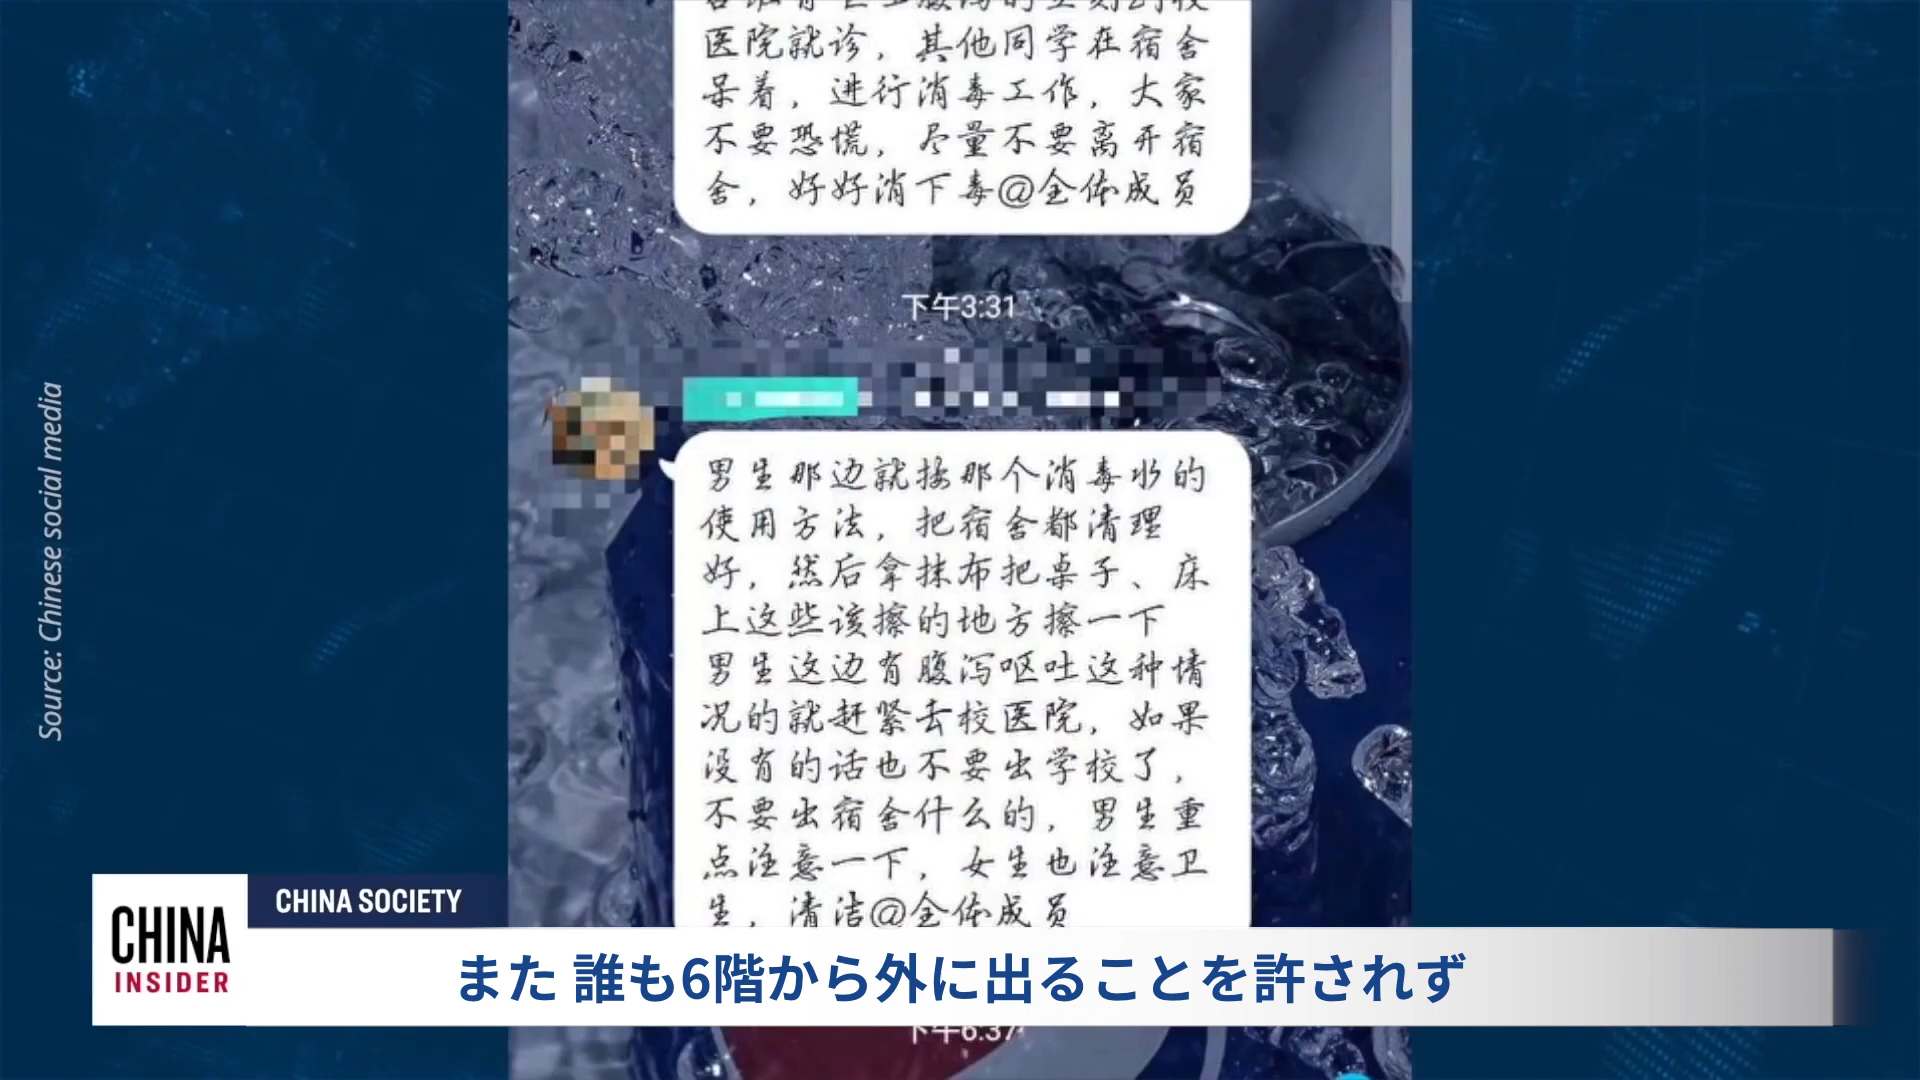 医院就诊，其他同学在宿舍
呆着，进行消毒工作，大家
不要恐慌，尽量不要离开宿
舍，好好消下毒@全体成员
下午3:31
男生那边就按那个消毒水的
使用方法，把宿舍都清理
好，然后拿抹布把桌子、床
上这些该擦的地方擦一下
男生这边有腹泻呕吐这种情
况的就赶紧去校医院，如果
没有的话也不要出学校了，
不要出宿舍什么的，男生重
点注意一下，女生也注意卫
生，清洁@全体成员
Source: Chinese social media
CHINA SOCIETY
CHINA
INSIDER
また 誰も6階から外に出ることを許されず
下午6:37